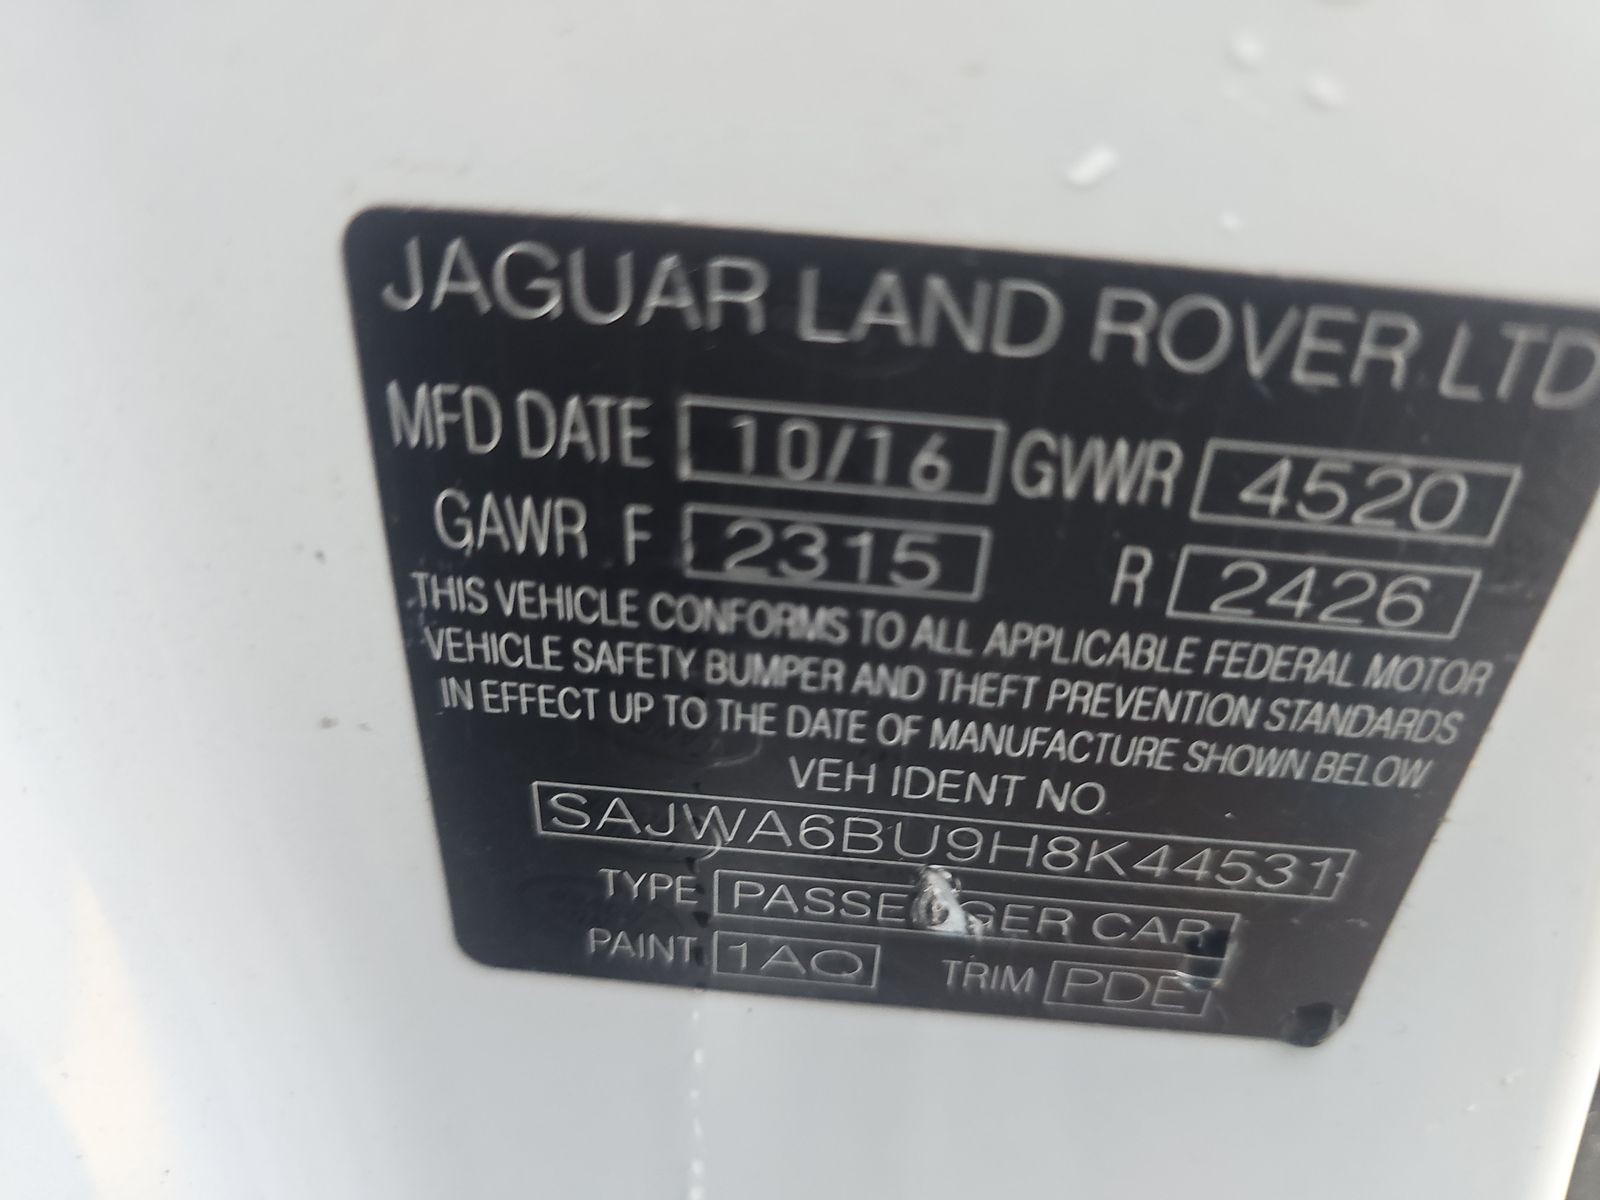 JAGUAR LAND ROVER LTD
MFD DATE 10/16 GVWR 4520
GAWR F 2315 R 2426
THIS VEHICLE CONFORMS TO ALL APPLICABLE FEDERAL MOTOR
VEHICLE SAFETY BUMPER AND THEFT PREVENTION STANDARDS
IN EFFECT UP TO THE DATE OF MANUFACTURE SHOWN BELOW
VEH IDENT NO
SAJWA6BU9H8K44531
TYPE PASSENGER CAR
PAINT 1AQ TRIM PDE